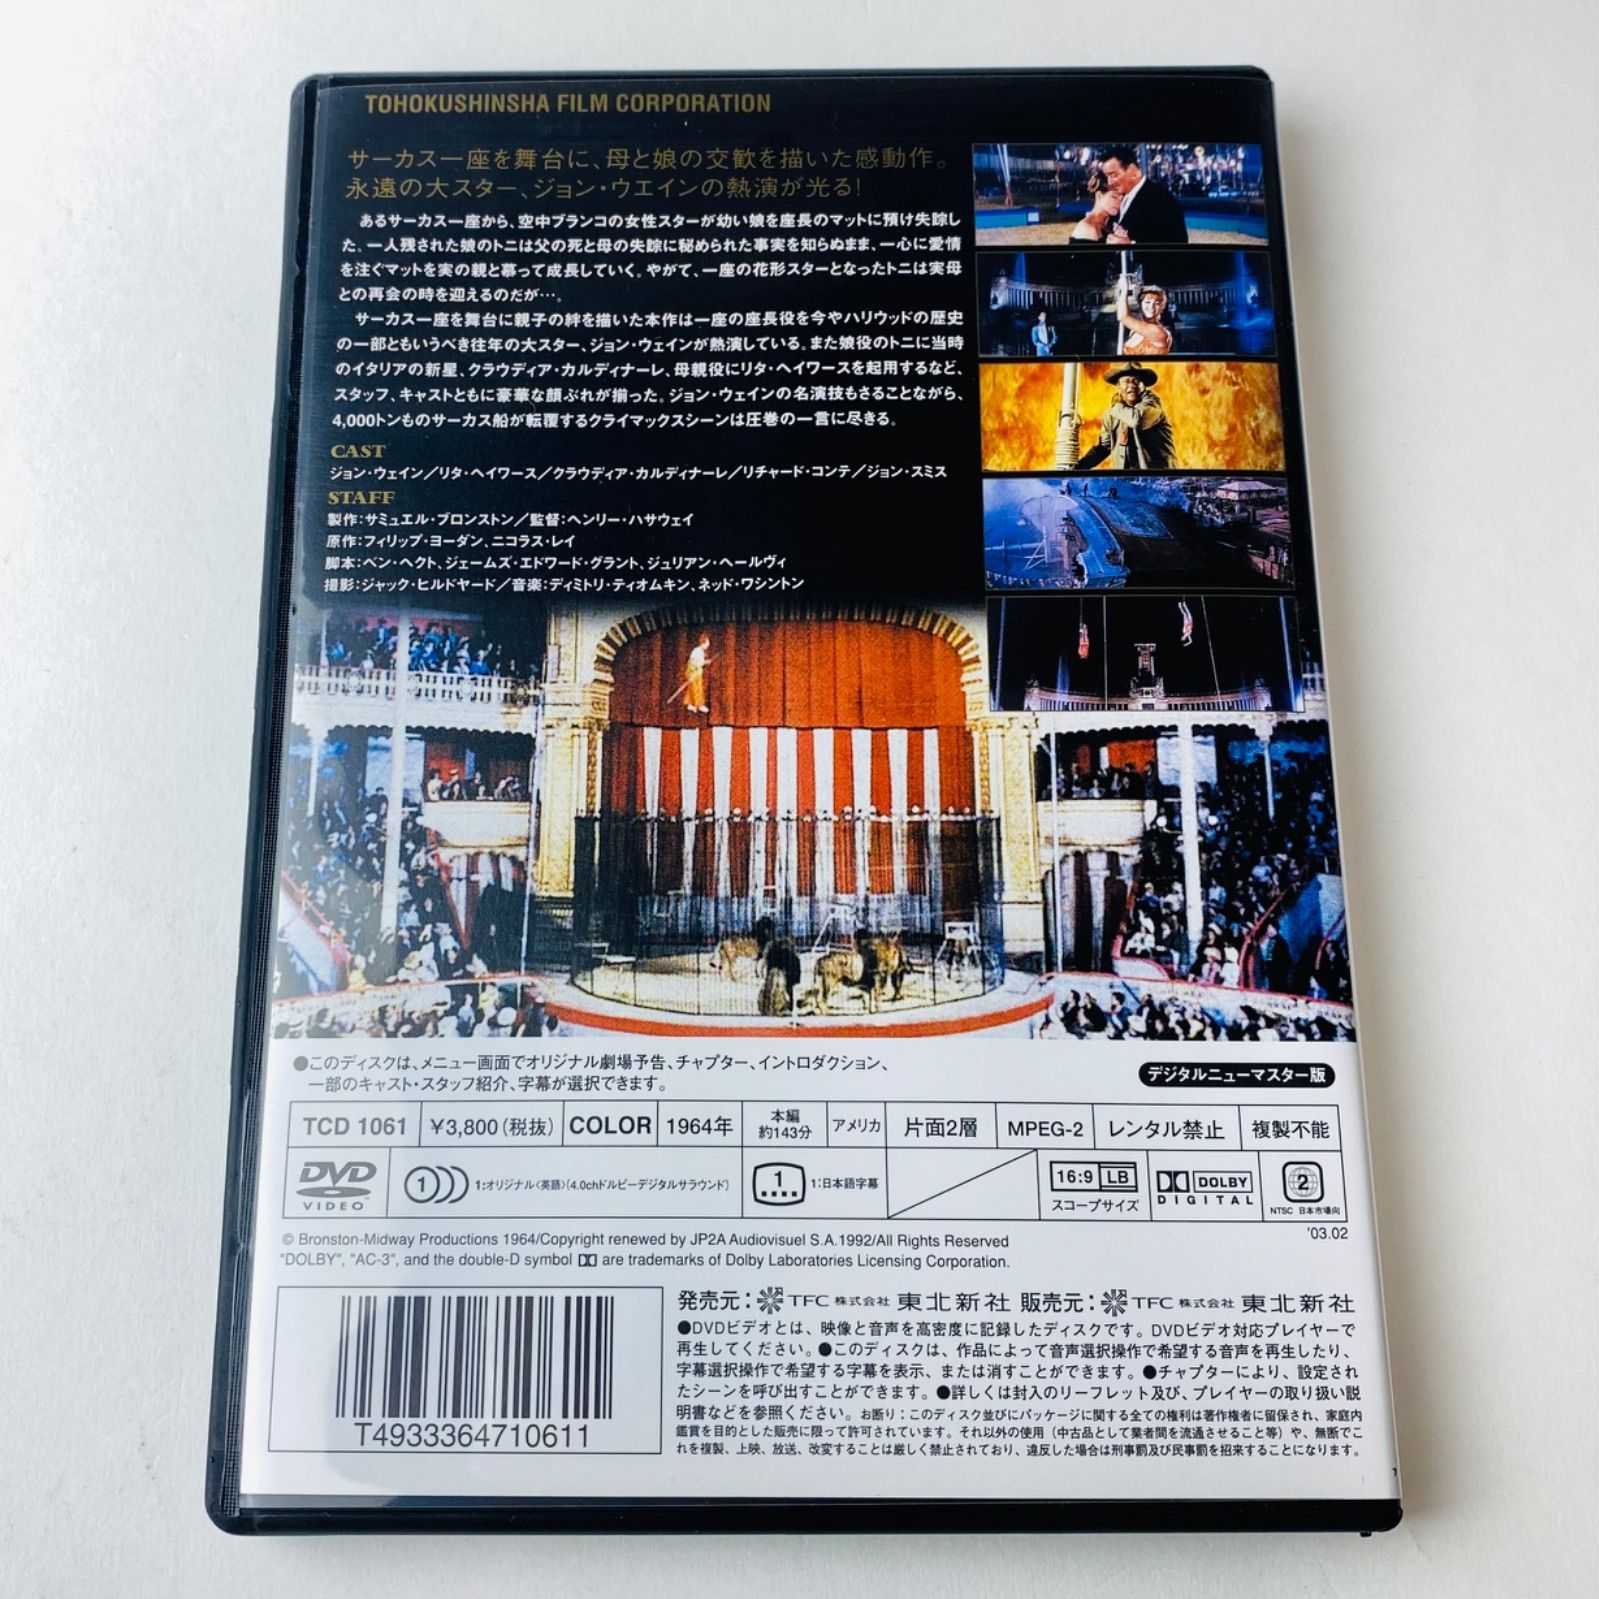 TOHOKUSHINSHA FILM CORPORATION
サーカス一座を舞台に、母と娘の交歓を描いた感動作。
永遠の大スター、ジョン・ウエインの熱演が光る!
あるサーカス一座から、空中ブランコの女性スターが幼い娘を座長のマットに預け失踪し
た。一人残された娘のトニは父の死と母の失踪に秘められた事実を知らぬまま、一心に愛情
を注ぐマットを実の親と慕って成長していく。やがて、一座の花形スターとなったトニは実母
との再会の時を迎えるのだが…。
サーカス一座を舞台に親子の絆を描いた本作は一座の座長役を今やハリウッドの歴史
の一部ともいうべき往年の大スター、ジョン・ウェインが熱演している。また娘役のトニに当時
のイタリアの新星、クラウディア・カルディナーレ、母親役にリタ・ヘイワースを起用するなど、
スタッフ、キャストともに豪華な顔ぶれが揃った。ジョン・ウェインの名演技もさることながら、
4,000トンものサーカス船が転覆するクライマックスシーンは圧巻の一言に尽きる。
CAST
ジョン・ウェイン/リタ・ヘイワース/クラウディア・カルディナーレ/リチャード・コンテ/ジョン・スミス
STAFF
製作:サミュエル・ブロンストン/監督:ヘンリー・ハサウェイ
原作:フィリップ・ヨーダン、ニコラス・レイ
脚本:ベン・ヘクト、ジェームズ・エドワード・グラント、ジュリアン・ヘールヴィ
撮影:ジャック・ヒルドヤード/音楽:ディミトリ・ティオムキン、ネッド・ワシントン
●このディスクは、メニュー画面でオリジナル劇場予告、チャプター、イントロダクション、
一部のキャスト・スタッフ紹介、字幕が選択できます。
デジタルニューマスター版
TCD 1061 ¥3,800(税抜) COLOR 1964年 本編 約143分 アメリカ 片面2層 MPEG-2 レンタル禁止 複製不能
DVD VIDEO 1 1:オリジナル〈英語〉(4.0chドルビーデジタルサラウンド) 1 1:日本語字幕 16:9 LB スコープサイズ DOLBY DIGITAL 2 NTSC 日本市場向
© Bronston-Midway Productions 1964/Copyright renewed by JP2A Audiovisuel S.A.1992/All Rights Reserved
'03.02
"DOLBY", "AC-3", and the double-D symbol are trademarks of Dolby Laboratories Licensing Corporation.
T4933364710611
発売元: TFC 株式会社 東北新社 販売元: TFC 株式会社 東北新社
●DVDビデオとは、映像と音声を高密度に記録したディスクです。DVDビデオ対応プレイヤーで
再生してください。●このディスクは、作品によって音声選択操作で希望する音声を再生したり、
字幕選択操作で希望する字幕を表示、または消すことができます。●チャプターにより、設定され
たシーンを呼び出すことができます。●詳しくは封入のリーフレット及び、プレイヤーの取り扱い説
明書などを参照ください。お断り:このディスク並びにパッケージに関する全ての権利は著作権者に留保され、家庭内
鑑賞を目的とした販売に限って許可されています。それ以外の使用(中古品として業者間を流通させること等)や、無断でこ
れを複製、上映、放送、改変することは厳しく禁止されており、違反した場合は刑事罰及び民事罰を招来することになります。